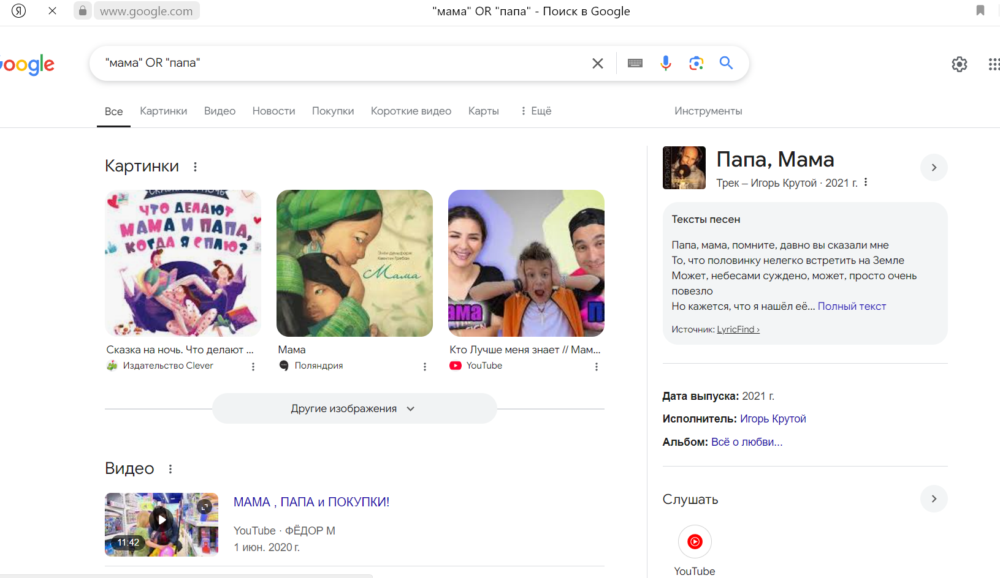 Я
www.google.com
"мама" OR "папа" - Поиск в Google
Google
"мама" OR "папа"
Все Картинки Видео Новости Покупки Короткие видео Карты Ещё Инструменты
Картинки
ЧТО ДЕЛАЮТ
МАМА И ПАПА,
КОГДА Я СПЛЮ?
Мама
Сказка на ночь. Что делают ...
Издательство Clever
Мама
Поляндрия
Кто Лучше меня знает // Мам...
YouTube
Другие изображения
Видео
11:42
МАМА , ПАПА и ПОКУПКИ!
YouTube · ФЁДОР М
1 июн. 2020 г.
ИГОРЬ КРУТОЙ
Папа, Мама
Трек – Игорь Крутой · 2021 г.
Тексты песен
Папа, мама, помните, давно вы сказали мне
То, что половинку нелегко встретить на Земле
Может, небесами суждено, может, просто очень
повезло
Но кажется, что я нашёл её... Полный текст
Источник: LyricFind ›
Дата выпуска: 2021 г.
Исполнитель: Игорь Крутой
Альбом: Всё о любви...
Слушать
YouTube